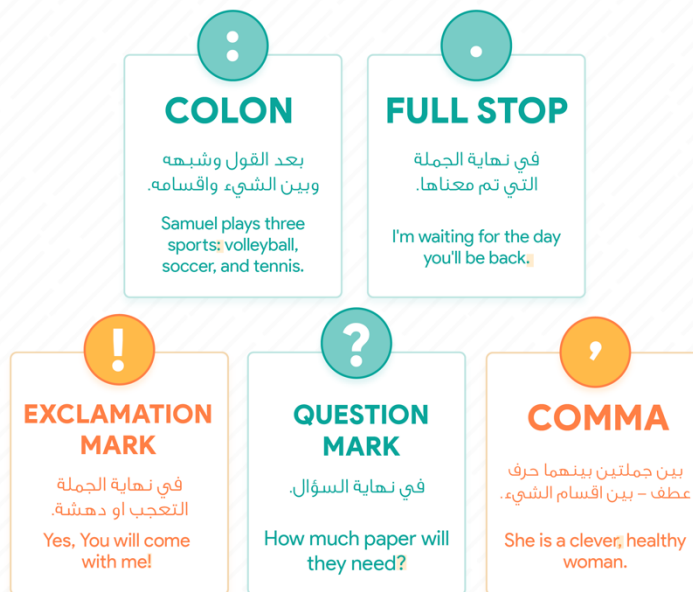 :
COLON
بعد القول وشبهه
وبين الشيء واقسامه.
Samuel plays three
sports: volleyball,
soccer, and tennis.
.
FULL STOP
في نهاية الجملة
التي تم معناها.
I'm waiting for the day
you'll be back.
!
EXCLAMATION
MARK
في نهاية الجملة
التعجب او دهشة.
Yes, You will come
with me!
?
QUESTION
MARK
في نهاية السؤال.
How much paper will
they need?
,
COMMA
بين جملتين بينهما حرف
عطف – بين اقسام الشيء.
She is a clever, healthy
woman.